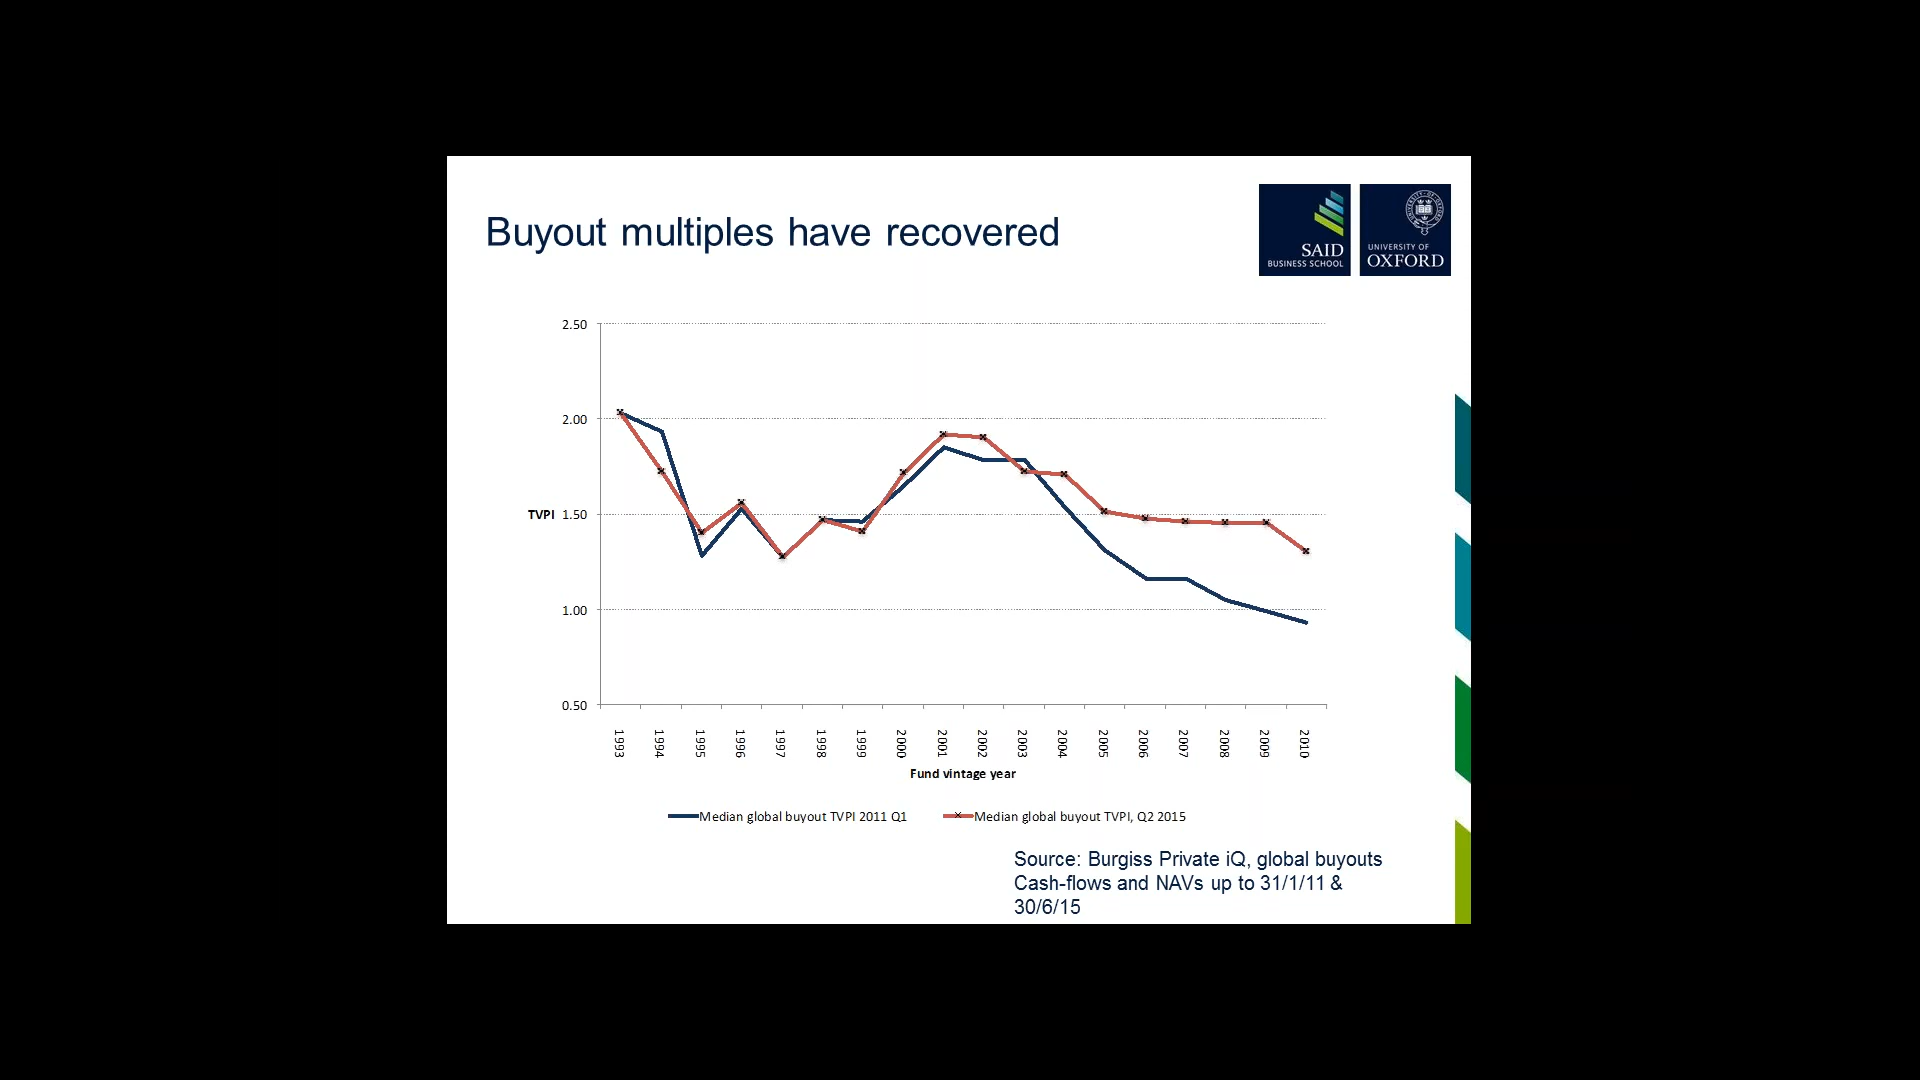 Buyout multiples have recovered
SAID
BUSINESS SCHOOL
UNIVERSITY OF
OXFORD
2.50
2.00
TVPI 1.50
1.00
0.50
1993 1994 1995 1996 1997 1998 1999 2000 2001 2002 2003 2004 2005 2006 2007 2008 2009 2010
Fund vintage year
Median global buyout TVPI 2011 Q1 Median global buyout TVPI, Q2 2015
Source: Burgiss Private iQ, global buyouts
Cash-flows and NAVs up to 31/1/11 &
30/6/15